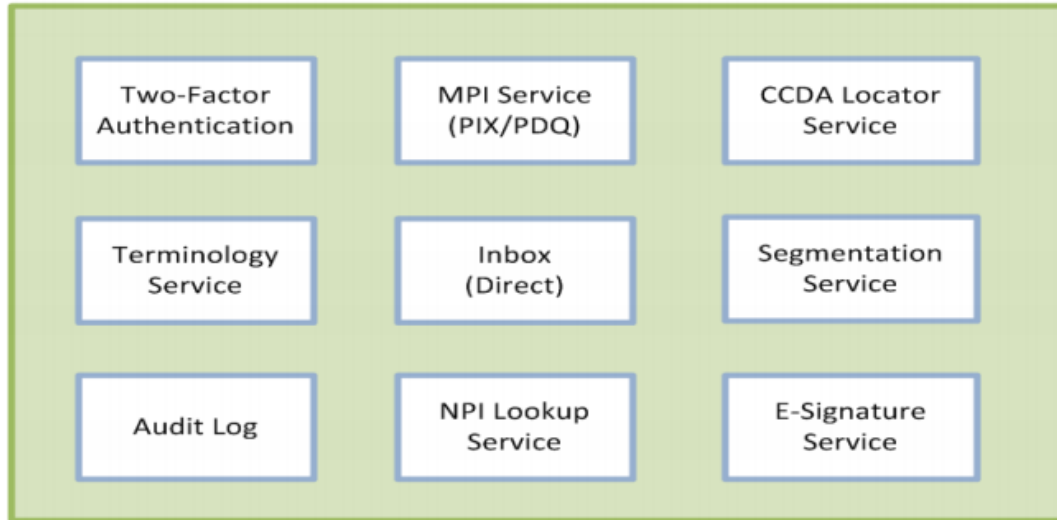 Two-Factor
Authentication
MPI Service
(PIX/PDQ)
CCDA Locator
Service
Terminology
Service
Inbox
(Direct)
Segmentation
Service
Audit Log
NPI Lookup
Service
E-Signature
Service